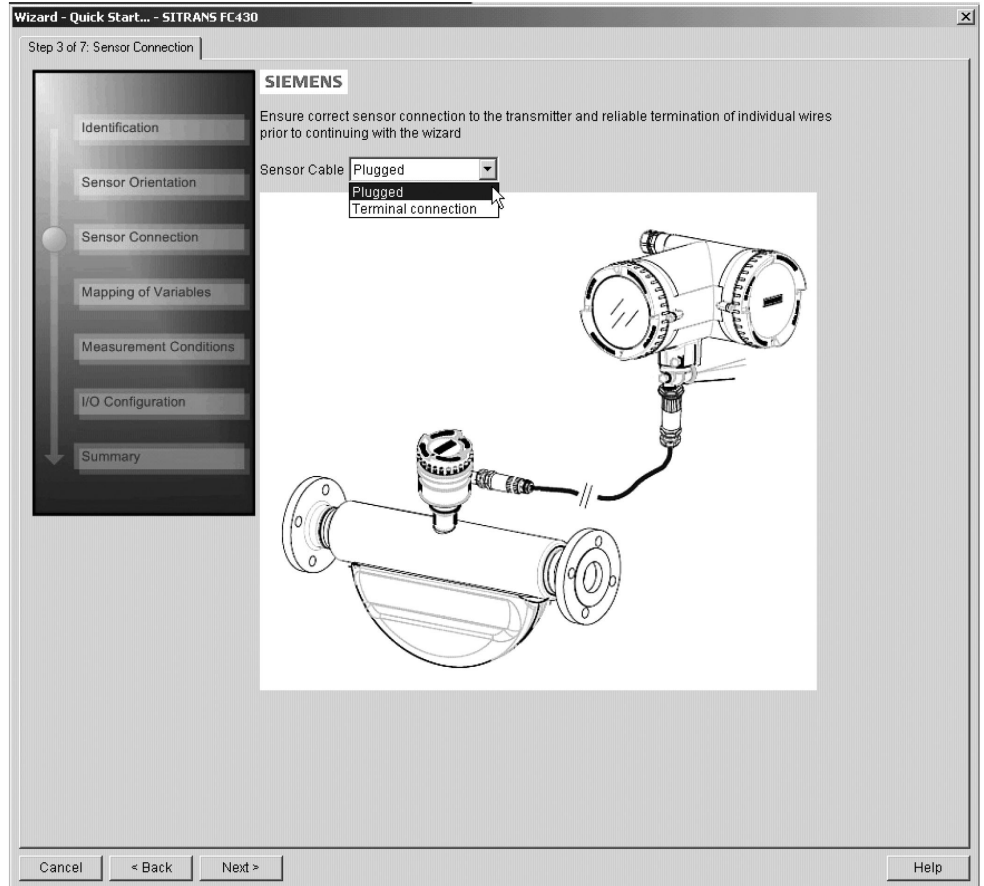 Wizard - Quick Start... - SITRANS FC430
Step 3 of 7: Sensor Connection
SIEMENS
Identification
Sensor Orientation
Sensor Connection
Mapping of Variables
Measurement Conditions
I/O Configuration
Summary
Ensure correct sensor connection to the transmitter and reliable termination of individual wires
prior to continuing with the wizard
Sensor Cable Plugged
Plugged
Terminal connection
Cancel < Back Next > Help